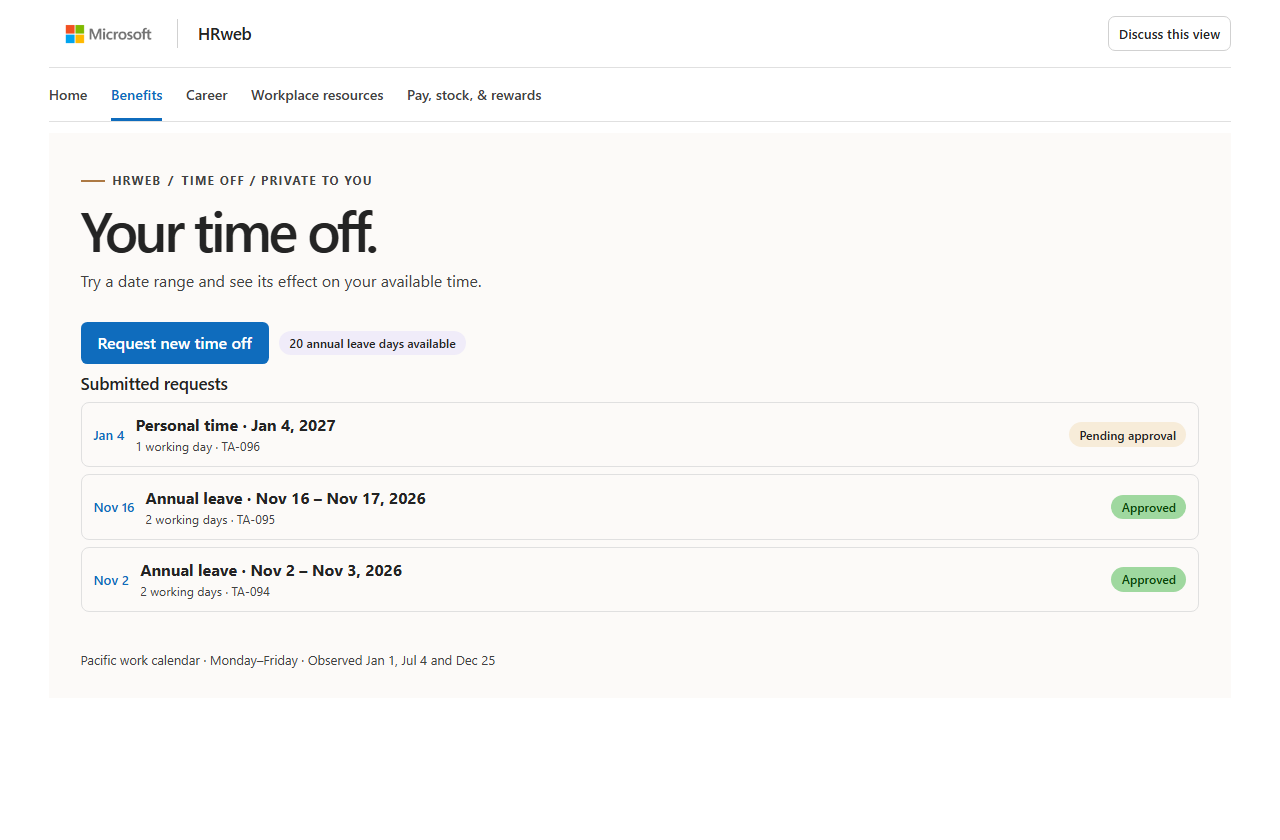 Microsoft
HRweb
Discuss this view
Home
Benefits
Career
Workplace resources
Pay, stock, & rewards
HRWEB / TIME OFF / PRIVATE TO YOU
Your time off.
Try a date range and see its effect on your available time.
Request new time off
20 annual leave days available
Submitted requests
Jan 4
Personal time · Jan 4, 2027
1 working day · TA-096
Pending approval
Nov 16
Annual leave · Nov 16 – Nov 17, 2026
2 working days · TA-095
Approved
Nov 2
Annual leave · Nov 2 – Nov 3, 2026
2 working days · TA-094
Approved
Pacific work calendar · Monday–Friday · Observed Jan 1, Jul 4 and Dec 25